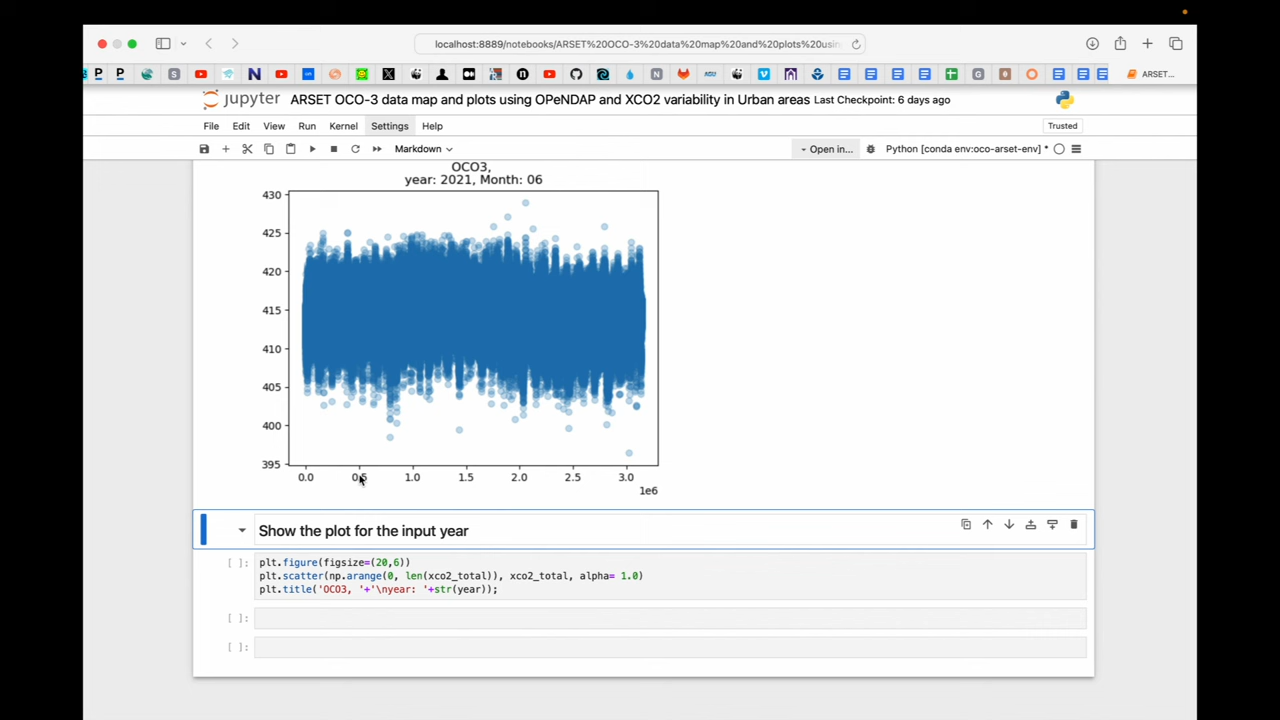 localhost:8889/notebooks/ARSET%20OCO-3%20data%20map%20and%20plots%20usin
ARSET...
jupyter ARSET OCO-3 data map and plots using OPeNDAP and XCO2 variability in Urban areas Last Checkpoint: 6 days ago
File Edit View Run Kernel Settings Help Trusted
Markdown Open in... Python [conda env:oco-arset-env] *
OCO3,
year: 2021, Month: 06
430
425
420
415
410
405
400
395
0.0 0.5 1.0 1.5 2.0 2.5 3.0
1e6
Show the plot for the input year
[ ]: plt.figure(figsize=(20,6))
plt.scatter(np.arange(0, len(xco2_total)), xco2_total, alpha= 1.0)
plt.title('OCO3, '+'\nyear: '+str(year));
[ ]:
[ ]: